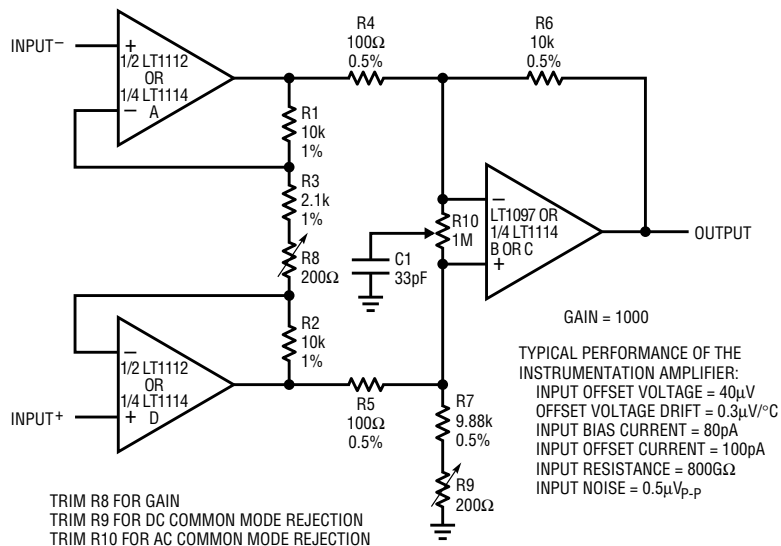 INPUT–
+
1/2 LT1112
OR
1/4 LT1114
–
A
R1
10k
1%
R3
2.1k
1%
R8
200Ω
R2
10k
1%
–
1/2 LT1112
OR
1/4 LT1114
+
D
INPUT+
R4
100Ω
0.5%
R6
10k
0.5%
R10
1M
C1
33pF
–
LT1097 OR
1/4 LT1114
B OR C
+
OUTPUT
R5
100Ω
0.5%
R7
9.88k
0.5%
R9
200Ω
GAIN = 1000
TYPICAL PERFORMANCE OF THE
INSTRUMENTATION AMPLIFIER:
INPUT OFFSET VOLTAGE = 40µV
OFFSET VOLTAGE DRIFT = 0.3µV/°C
INPUT BIAS CURRENT = 80pA
INPUT OFFSET CURRENT = 100pA
INPUT RESISTANCE = 800GΩ
INPUT NOISE = 0.5µVP-P
TRIM R8 FOR GAIN
TRIM R9 FOR DC COMMON MODE REJECTION
TRIM R10 FOR AC COMMON MODE REJECTION